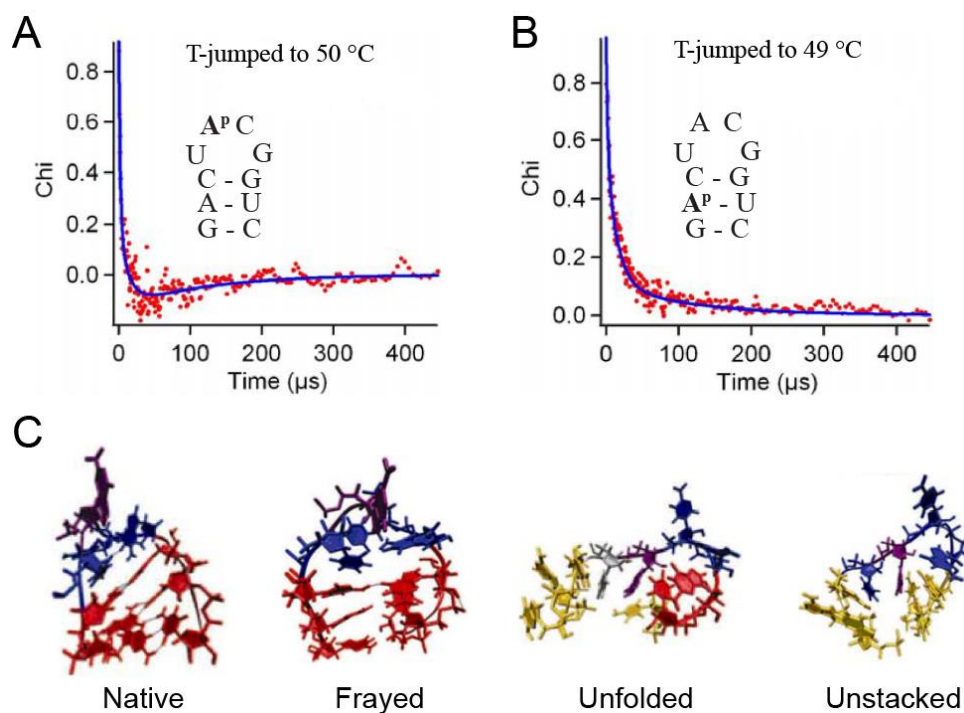 A
T-jumped to 50 °C
Chi
0.8
0.6
0.4
0.2
0.0
Aᵖ C
U G
C - G
A - U
G - C
0 100 200 300 400
Time (μs)
B
T-jumped to 49 °C
Chi
0.8
0.6
0.4
0.2
0.0
A C
U G
C - G
Aᵖ - U
G - C
0 100 200 300 400
Time (μs)
C
Native Frayed Unfolded Unstacked